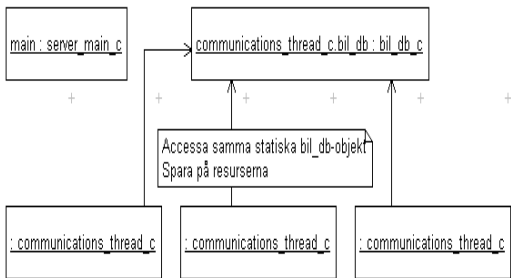 main : server_main_c
communications_thread_c.bil_db : bil_db_c
Accessa samma statiska bil_db-objekt
Spara på resurserna
: communications_thread_c
: communications_thread_c
: communications_thread_c